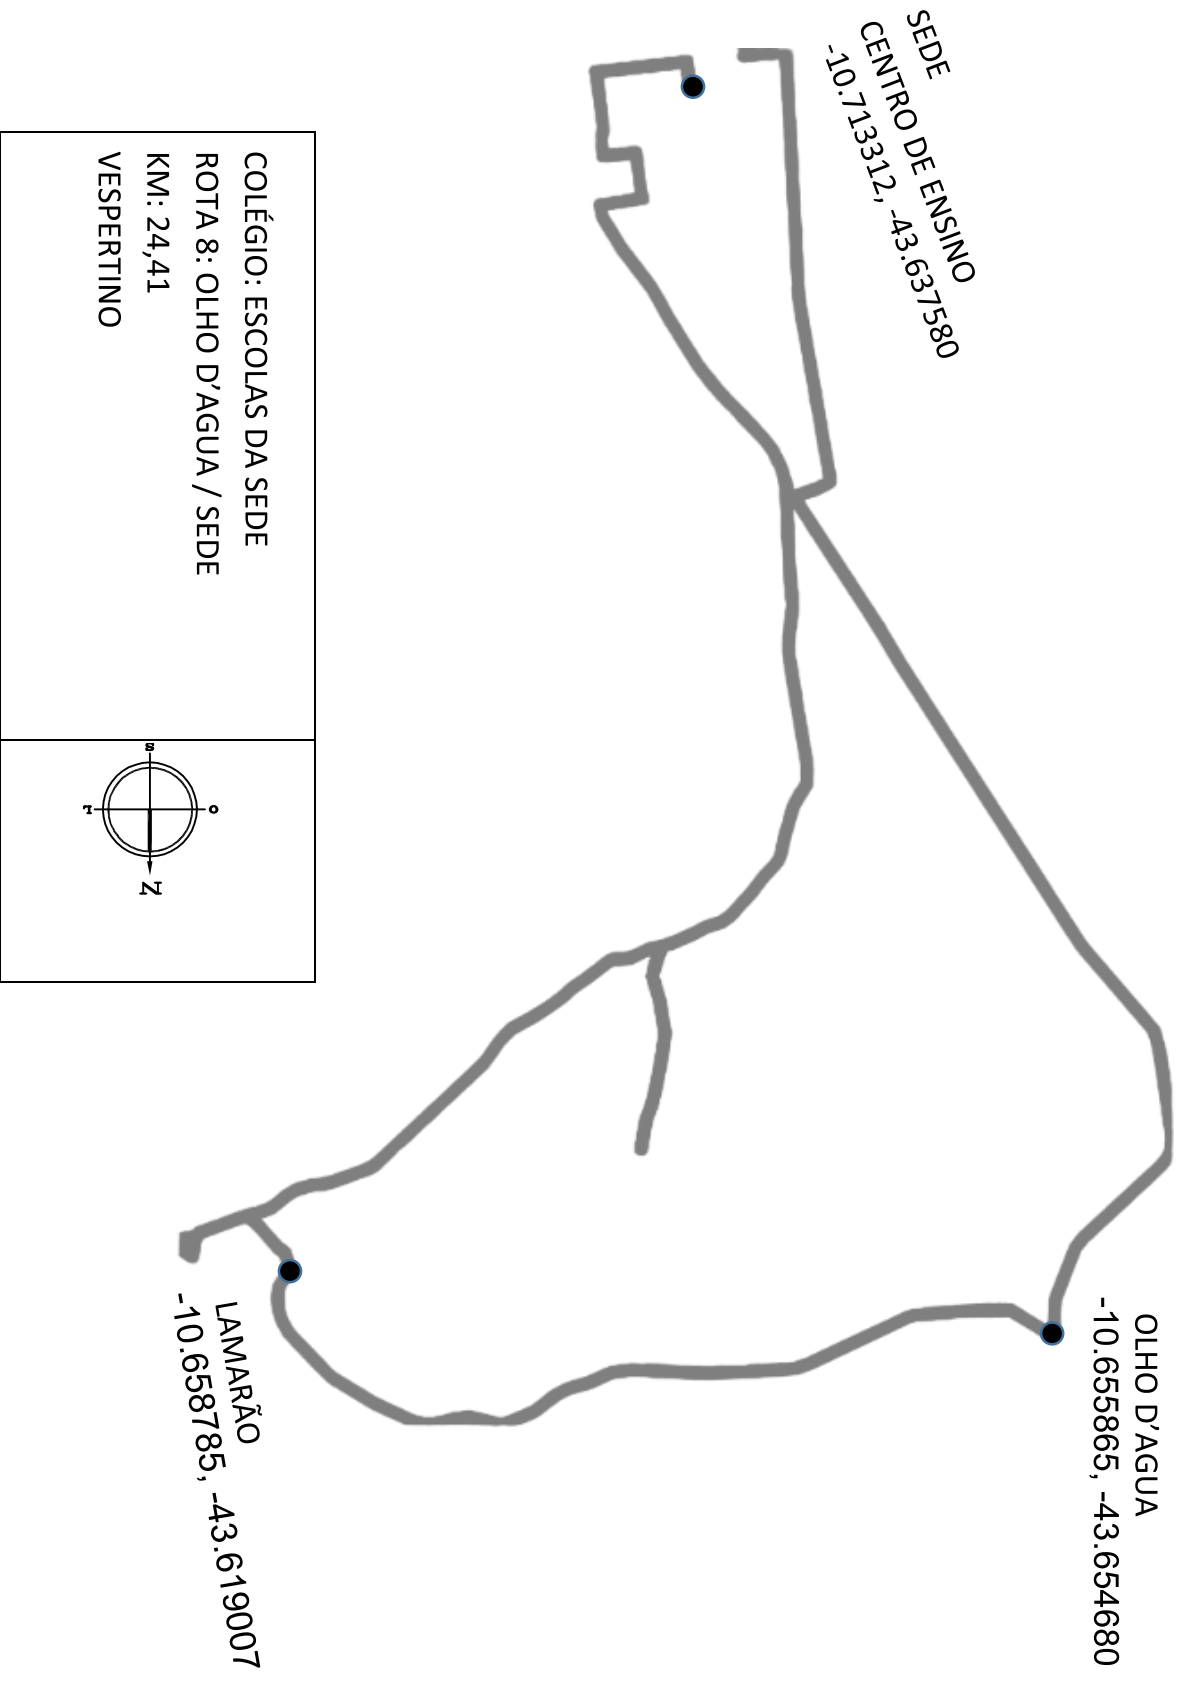 SEDE
CENTRO DE ENSINO
-10.713312, -43.637580
OLHO D’AGUA
-10.655865, -43.654680
LAMARÃO
-10.658785, -43.619007
COLÉGIO: ESCOLAS DA SEDE
ROTA 8: OLHO D’AGUA / SEDE
KM: 24,41
VESPERTINO
O
S
N
L